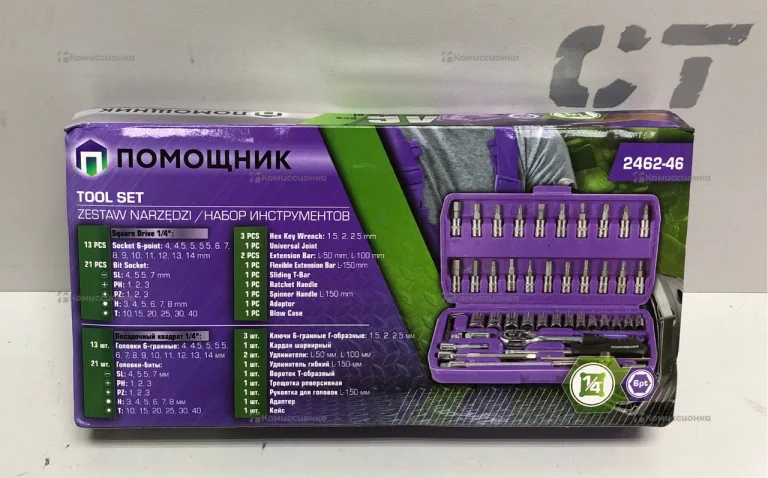 CT
Комиссионко
Комиссионко
Комиссионко
ПОМОЩНИК
2462-46
Комиссионко
Комиссионко
Комиссионко
TOOL SET
ZESTAW NARZĘDZI / НАБОР ИНСТРУМЕНТОВ
Square Drive 1/4":
13 PCS Socket 6-point: 4, 4.5, 5, 5.5, 6, 7,
8, 9, 10, 11, 12, 13, 14 mm
21 PCS Bit Socket:
SL: 4, 5.5, 7 mm
PH: 1, 2, 3
PZ: 1, 2, 3
H: 3, 4, 5, 6, 7, 8 mm
T: 10, 15, 20, 25, 30, 40
3 PCS Hex Key Wrench: 1.5, 2, 2.5 mm
1 PC Universal Joint
2 PCS Extension Bar: L-50 mm, L-100 mm
1 PC Flexible Extension Bar L-150 mm
1 PC Sliding T-Bar
1 PC Ratchet Handle
1 PC Spinner Handle L-150 mm
1 PC Adaptor
1 PC Blow Case
Посадочный квадрат 1/4":
13 шт. Головки 6-гранные: 4, 4.5, 5, 5.5,
6, 7, 8, 9, 10, 11, 12, 13, 14 мм
21 шт. Головки-биты:
SL: 4, 5.5, 7 мм
PH: 1, 2, 3
PZ: 1, 2, 3
H: 3, 4, 5, 6, 7, 8 мм
T: 10, 15, 20, 25, 30, 40
3 шт. Ключи 6-гранные Г-образные: 1.5, 2, 2.5 мм
1 шт. Кардан шарнирный
2 шт. Удлинители: L-50 мм, L-100 мм
1 шт. Удлинитель гибкий L-150 мм
1 шт. Вороток Т-образный
1 шт. Трещотка реверсивная
1 шт. Рукоятка для головок L-150 мм
1 шт. Адаптер
1 шт. Кейс
1/4"
6pt
Комиссионко
Комиссионко
Комиссионко